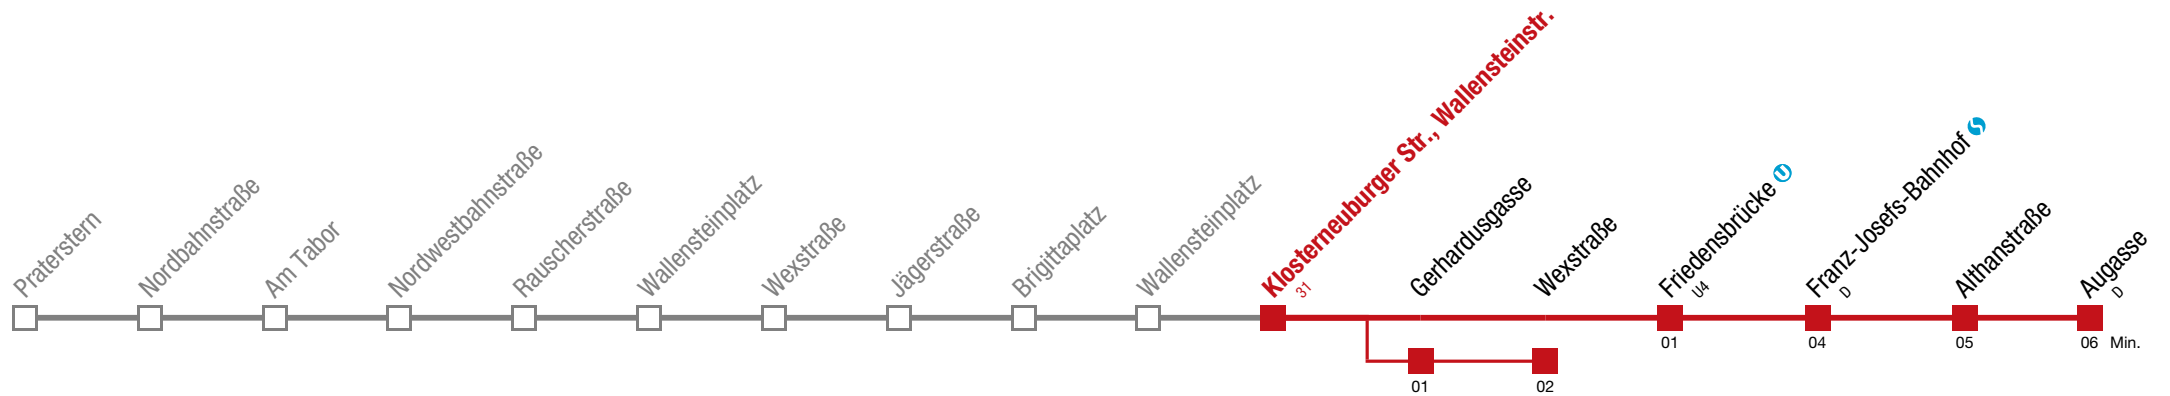 Praterstern
Nordbahnstraße
Am Tabor
Nordwestbahnstraße
Rauscherstraße
Wallensteinplatz
Wexstraße
Jägerstraße
Brigittaplatz
Wallensteinplatz
Klosterneuburger Str., Wallensteinstr.
31
Gerhardusgasse
Wexstraße
Friedensbrücke U
U4
Franz-Josefs-Bahnhof S
D
Althanstraße
Augasse
D
01
04
05
06 Min.
01
02